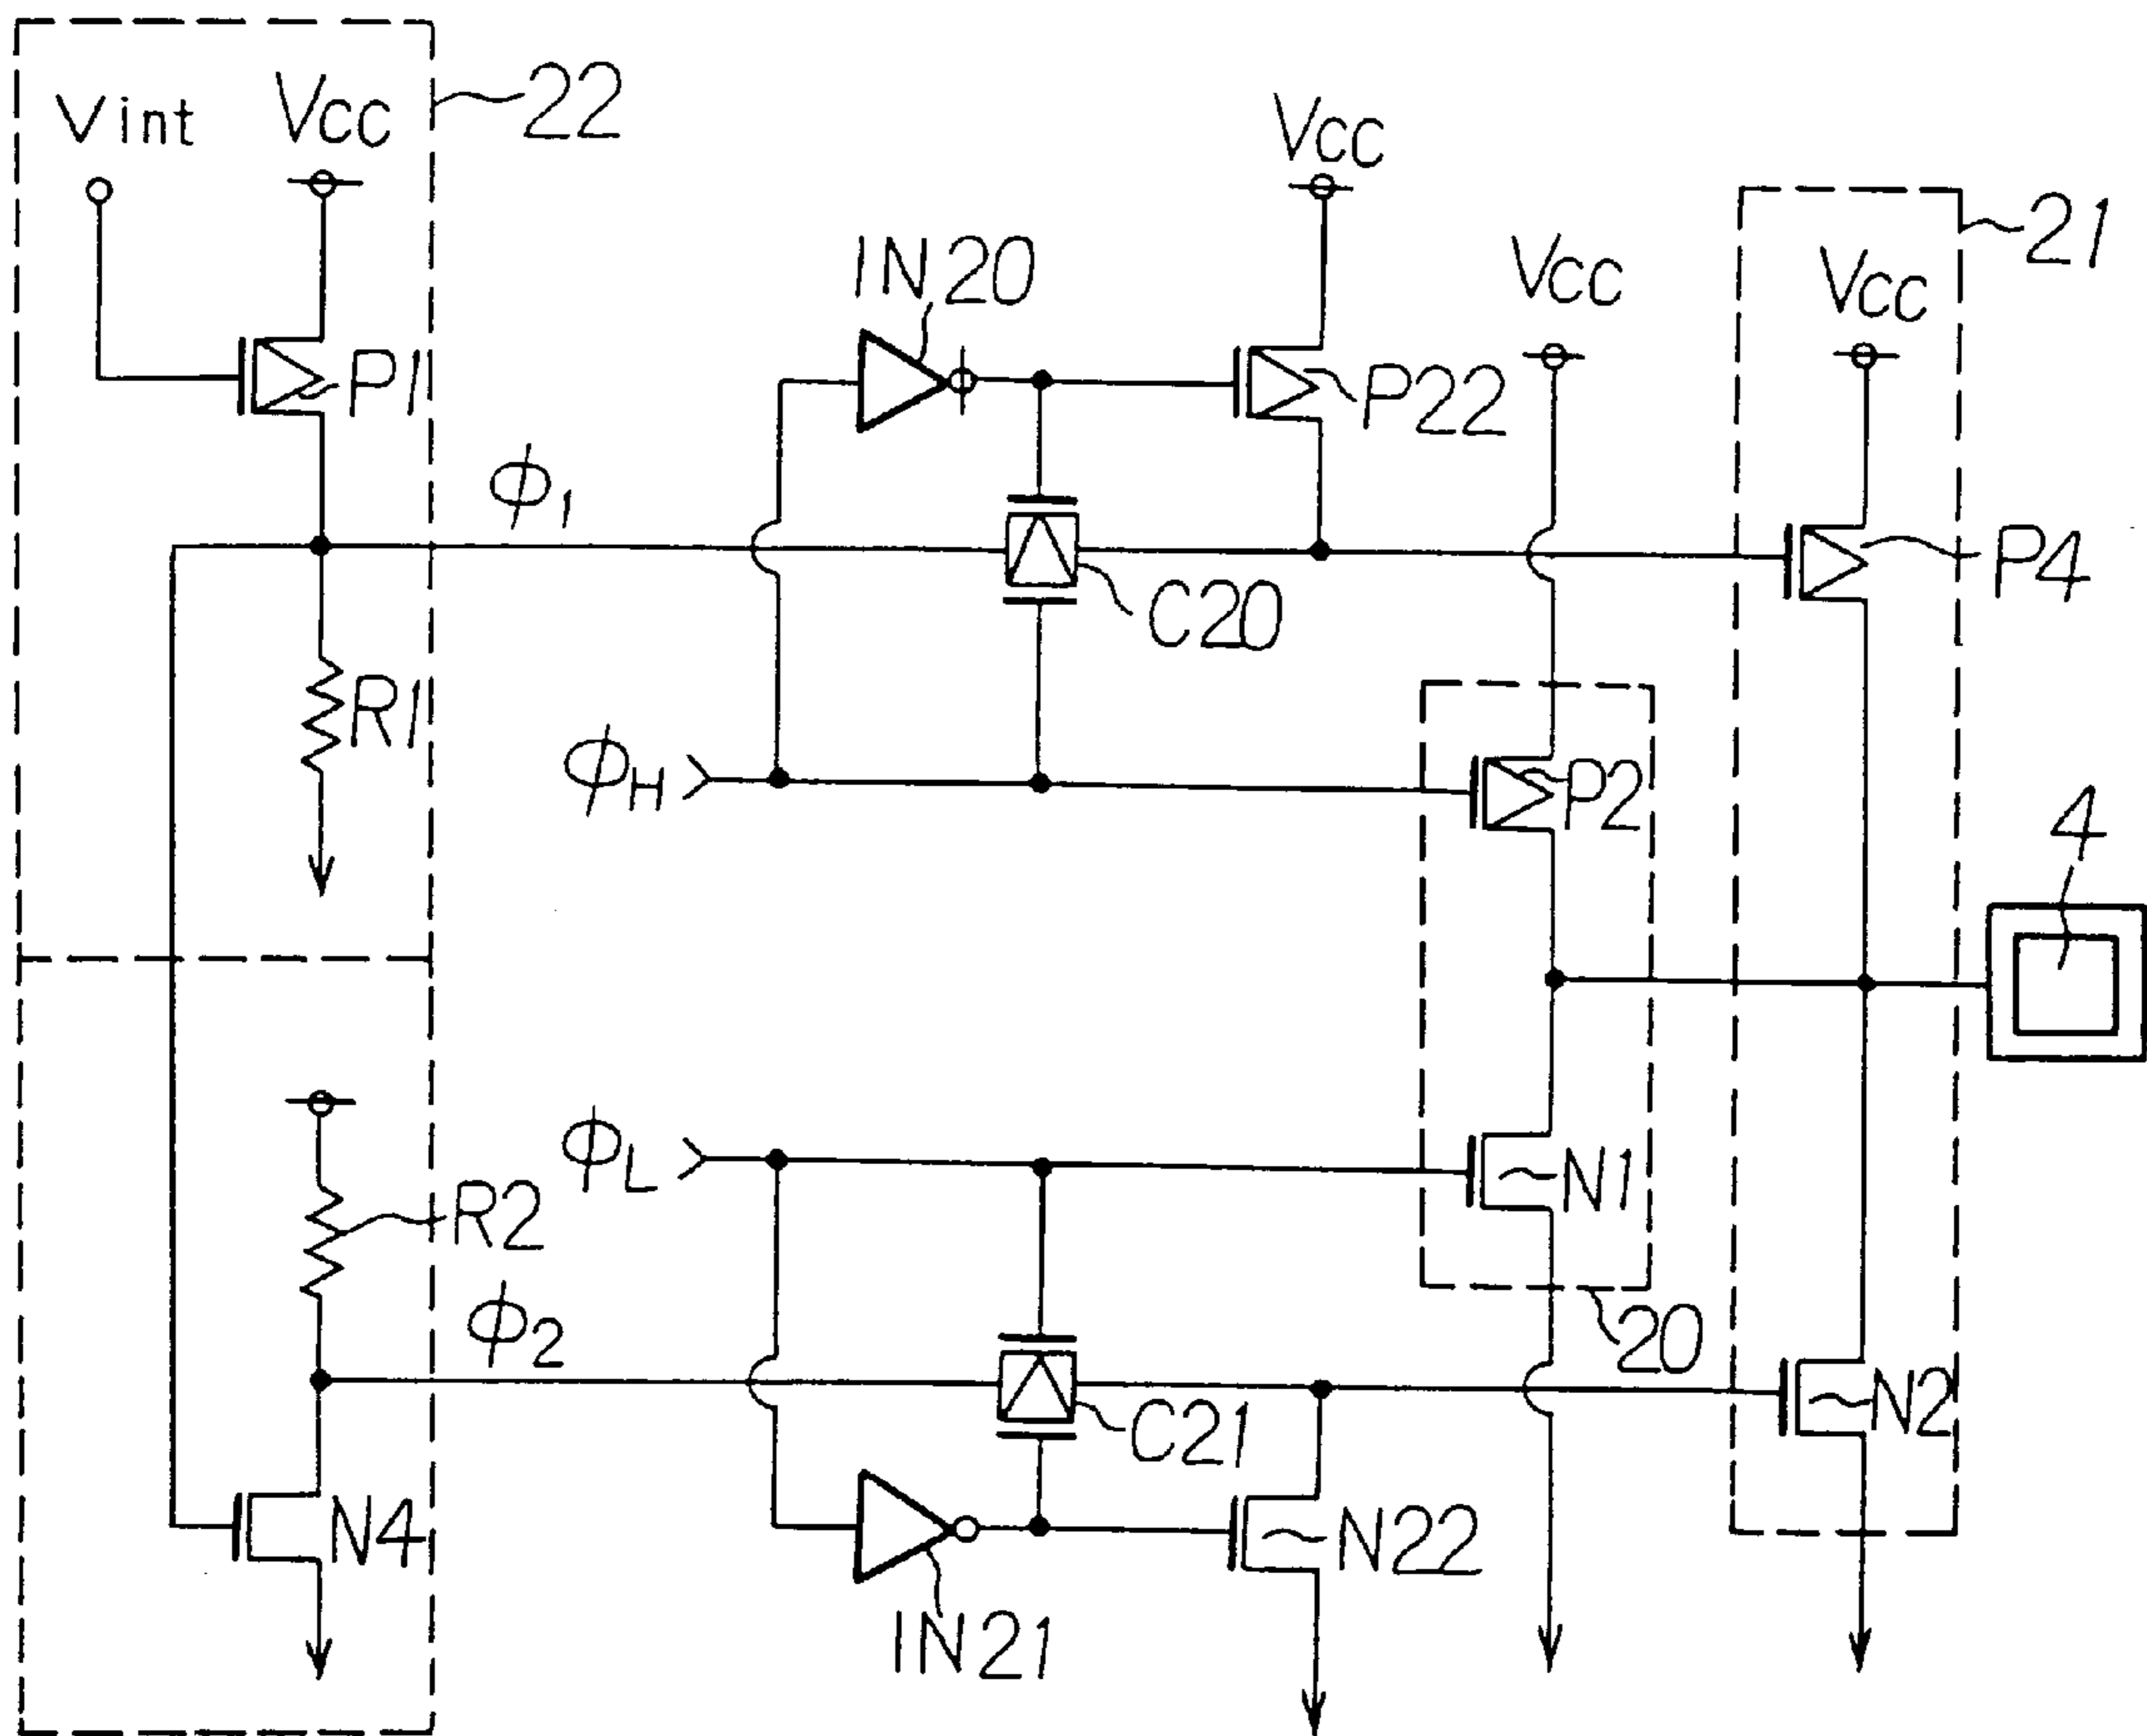 Vint
Vcc
22
Vcc
21
IN20
Vcc
Vcc
P1
P22
ϕ1
P4
C20
R1
ϕH
P2
4
ϕL
N1
R2
20
ϕ2
N2
C21
N4
N22
IN21